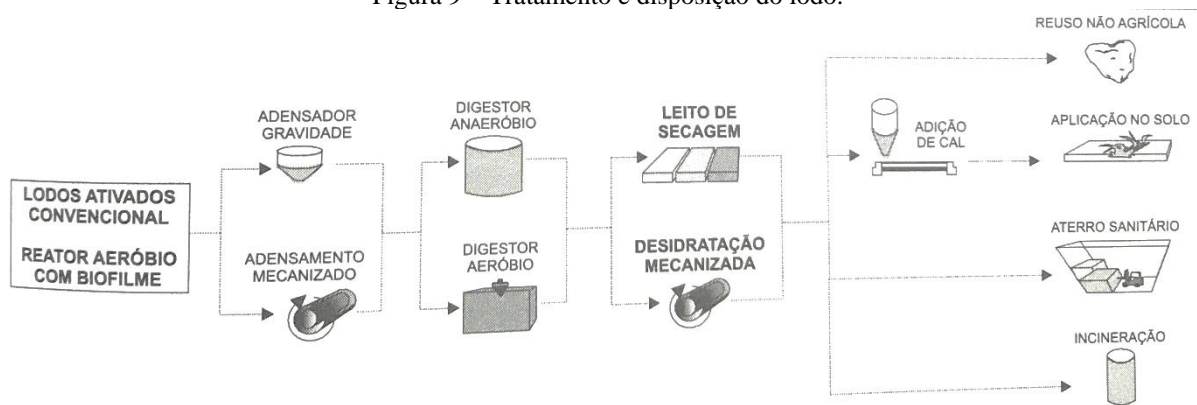 Figura 9 – Tratamento e disposição do lodo.
LODOS ATIVADOS
CONVENCIONAL
REATOR AERÓBIO
COM BIOFILME
ADENSADOR
GRAVIDADE
ADENSAMENTO
MECANIZADO
DIGESTOR
ANAERÓBIO
DIGESTOR
AERÓBIO
LEITO DE
SECAGEM
DESIDRATAÇÃO
MECANIZADA
REUSO NÃO AGRÍCOLA
ADIÇÃO
DE CAL
APLICAÇÃO NO SOLO
ATERRO SANITÁRIO
INCINERAÇÃO